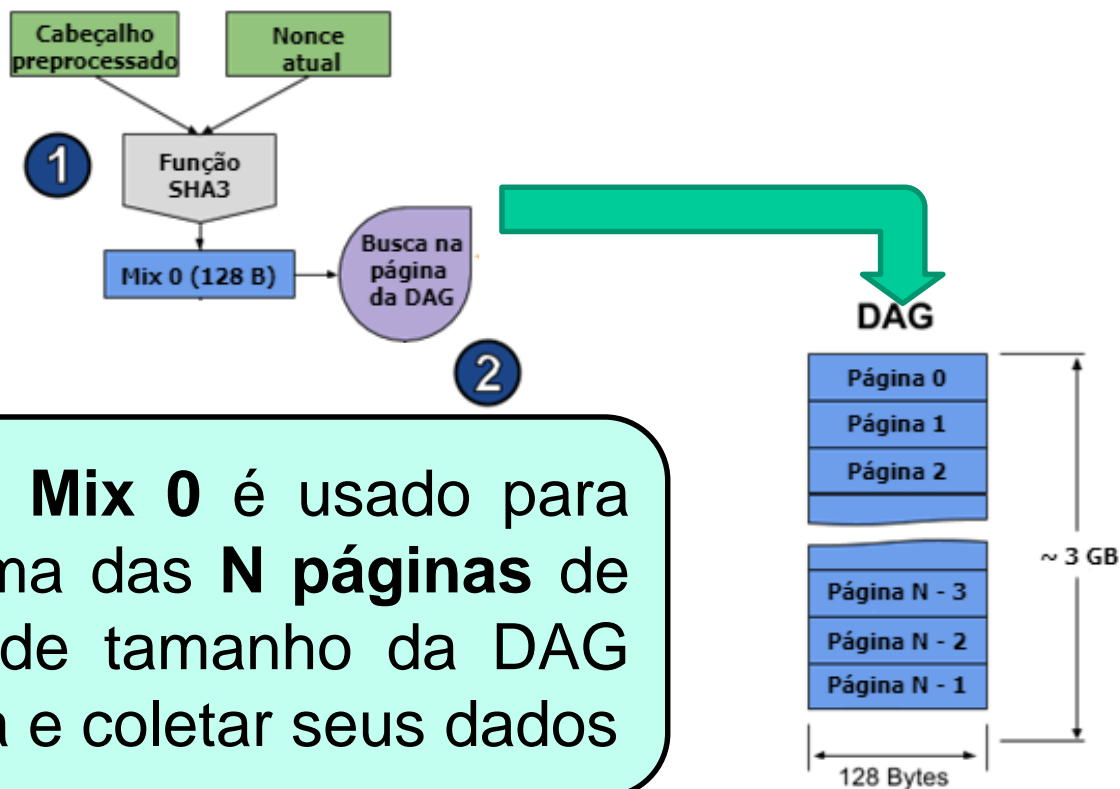 Cabeçalho
preprocessado
Nonce
atual
1
Função
SHA3
Mix 0 (128 B)
Busca na
página
da DAG
2
DAG
Página 0
Página 1
Página 2
Página N - 3
Página N - 2
Página N - 1
~ 3 GB
128 Bytes
Mix 0 é usado para
das N páginas de
de tamanho da DAG
e coletar seus dados